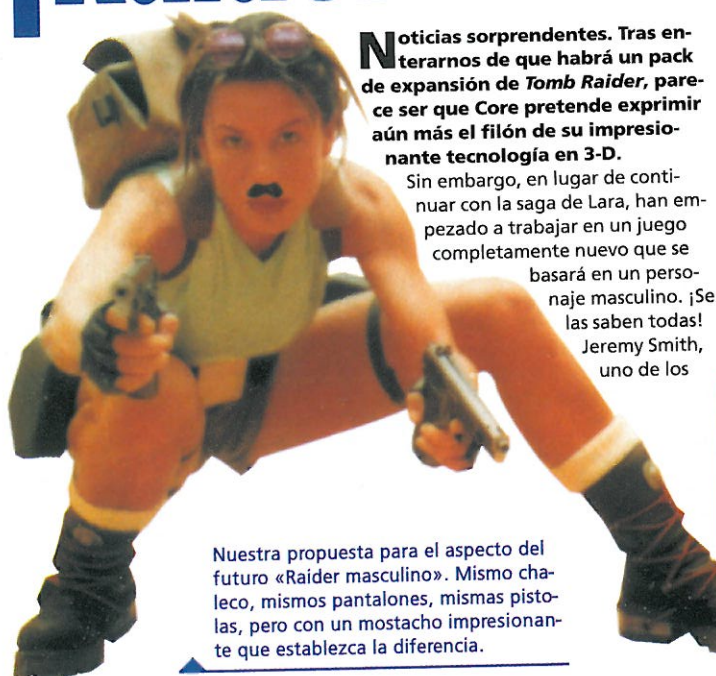 Noticias sorprendentes. Tras en-
terarnos de que habrá un pack
de expansión de Tomb Raider, pare-
ce ser que Core pretende exprimir
aún más el filón de su impresio-
nante tecnología en 3-D.
Sin embargo, en lugar de conti-
nuar con la saga de Lara, han em-
pezado a trabajar en un juego
completamente nuevo que se
basará en un perso-
naje masculino. ¡Se
las saben todas!
Jeremy Smith,
uno de los
Nuestra propuesta para el aspecto del
futuro «Raider masculino». Mismo cha-
leco, mismos pantalones, mismas pisto-
las, pero con un mostacho impresionan-
te que establezca la diferencia.